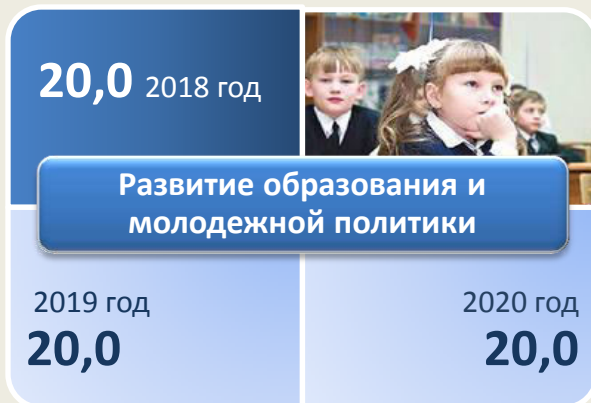 20,0 2018 год
Развитие образования и
молодежной политики
2019 год
20,0
2020 год
20,0